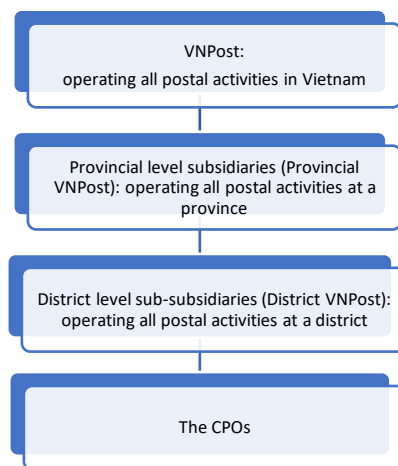 VNPost:
operating all postal activities in Vietnam
Provincial level subsidiaries (Provincial
VNPost): operating all postal activities at a
province
District level sub-subsidiaries (District VNPost):
operating all postal activities at a district
The CPOs